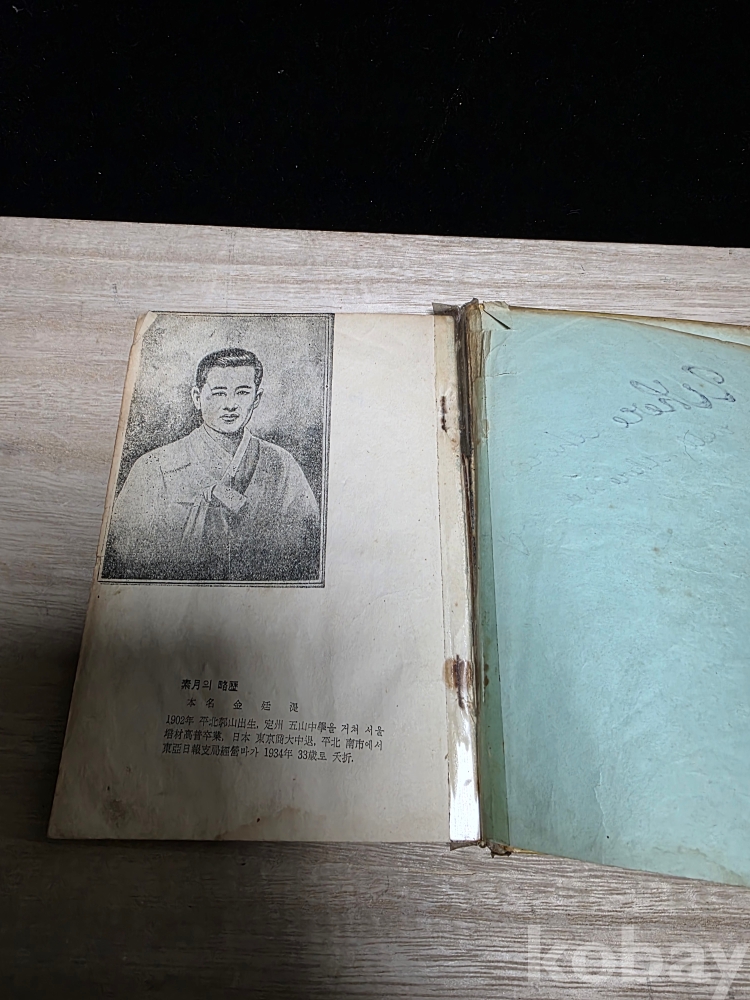 素月의 略歷
本名 金廷湜
1902年 平北郭山出生, 定州 五山中學을 거쳐 서울
培材高普卒業, 日本 東京商大中退, 平北 南市에서
東亞日報支局經營하다가 1934年 33歲로 夭折.
Where
kobay